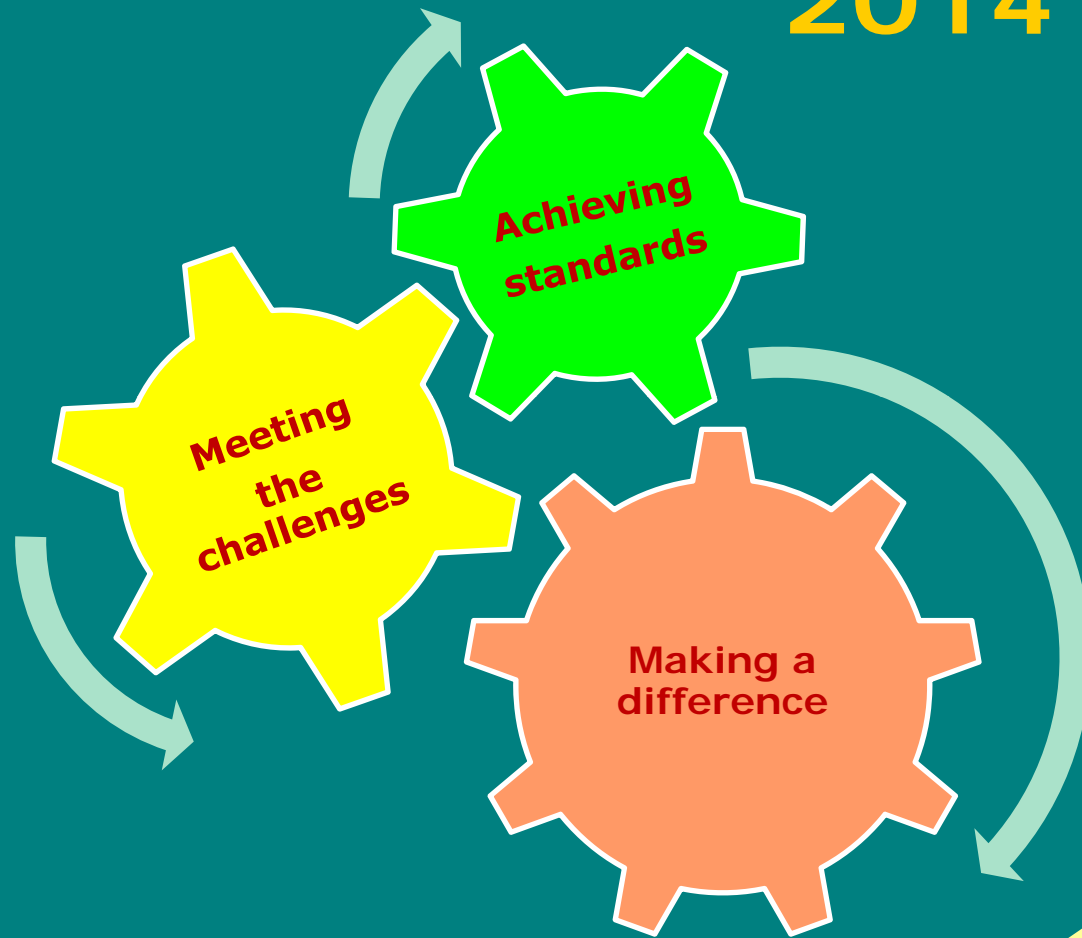 2014
Achieving
standards
Meeting
the
challenges
Making a
difference